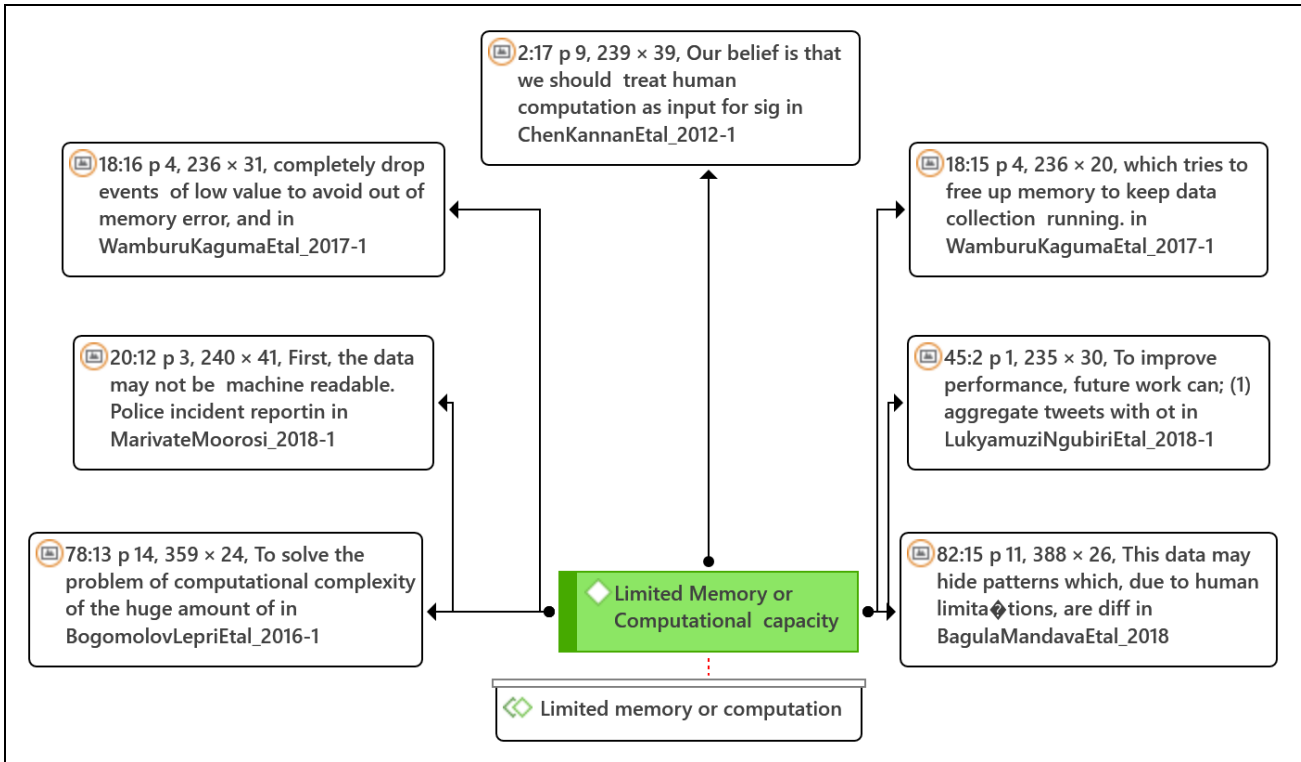 2:17 p 9, 239 × 39, Our belief is that
we should treat human
computation as input for sig in
ChenKannanEtal_2012-1
18:16 p 4, 236 × 31, completely drop
events of low value to avoid out of
memory error, and in
WamburuKagumaEtal_2017-1
18:15 p 4, 236 × 20, which tries to
free up memory to keep data
collection running. in
WamburuKagumaEtal_2017-1
20:12 p 3, 240 × 41, First, the data
may not be machine readable.
Police incident reportin in
MarivateMoorosi_2018-1
45:2 p 1, 235 × 30, To improve
performance, future work can; (1)
aggregate tweets with ot in
LukyamuziNgubiriEtal_2018-1
78:13 p 14, 359 × 24, To solve the
problem of computational complexity
of the huge amount of in
BogomolovLepriEtal_2016-1
82:15 p 11, 388 × 26, This data may
hide patterns which, due to human
limita�tions, are diff in
BagulaMandavaEtal_2018
Limited Memory or
Computational capacity
Limited memory or computation